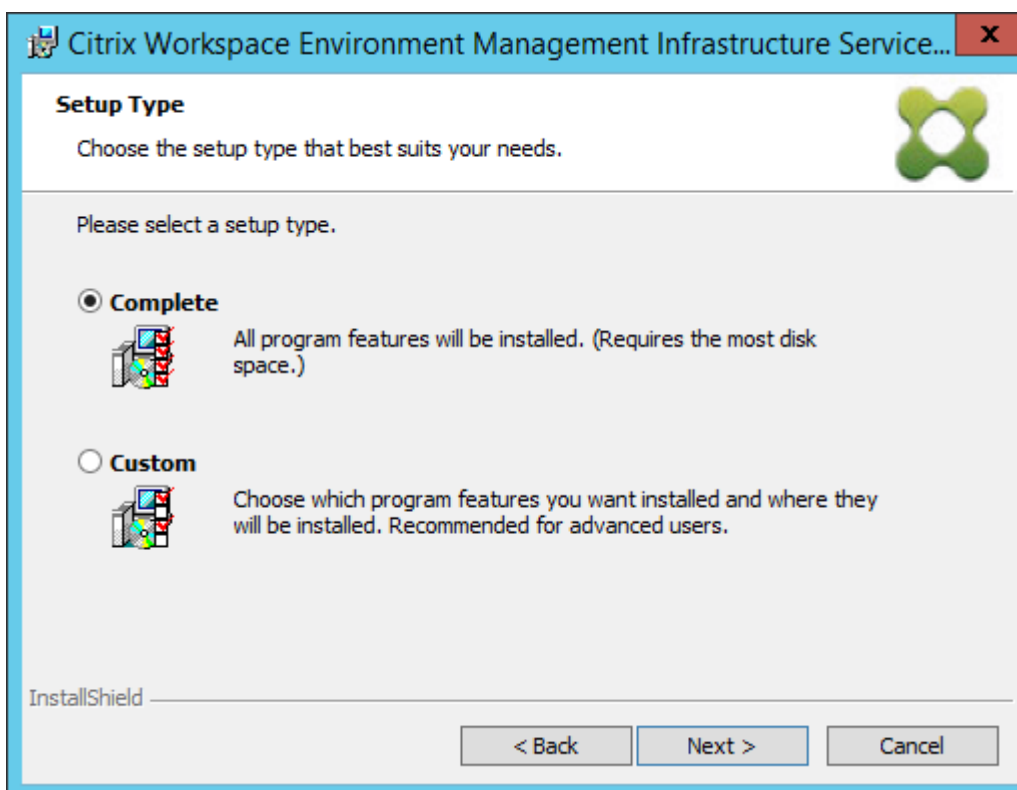 Citrix Workspace Environment Management Infrastructure Service...
x
Setup Type
Choose the setup type that best suits your needs.
Please select a setup type.
Complete
All program features will be installed. (Requires the most disk
space.)
Custom
Choose which program features you want installed and where they
will be installed. Recommended for advanced users.
InstallShield
< Back
Next >
Cancel